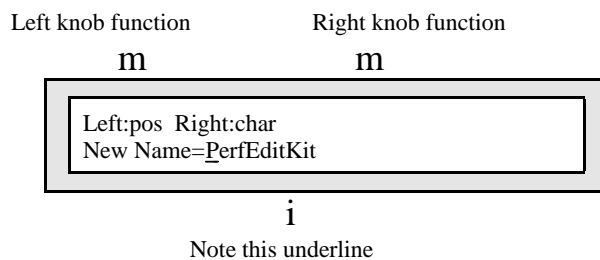 Left knob function Right knob function
m m
Left:pos Right:char
New Name=PerfEditKit
i
Note this underline